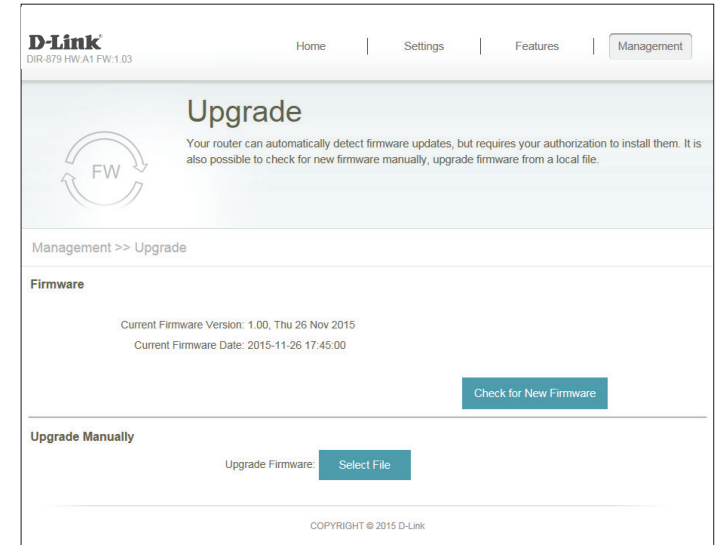 D-Link
DIR-879 HW:A1 FW:1.03
Home | Settings | Features | Management
Upgrade
Your router can automatically detect firmware updates, but requires your authorization to install them. It is
also possible to check for new firmware manually, upgrade firmware from a local file.
FW
Management >> Upgrade
Firmware
Current Firmware Version: 1.00, Thu 26 Nov 2015
Current Firmware Date: 2015-11-26 17:45:00
Check for New Firmware
Upgrade Manually
Upgrade Firmware: Select File
COPYRIGHT © 2015 D-Link